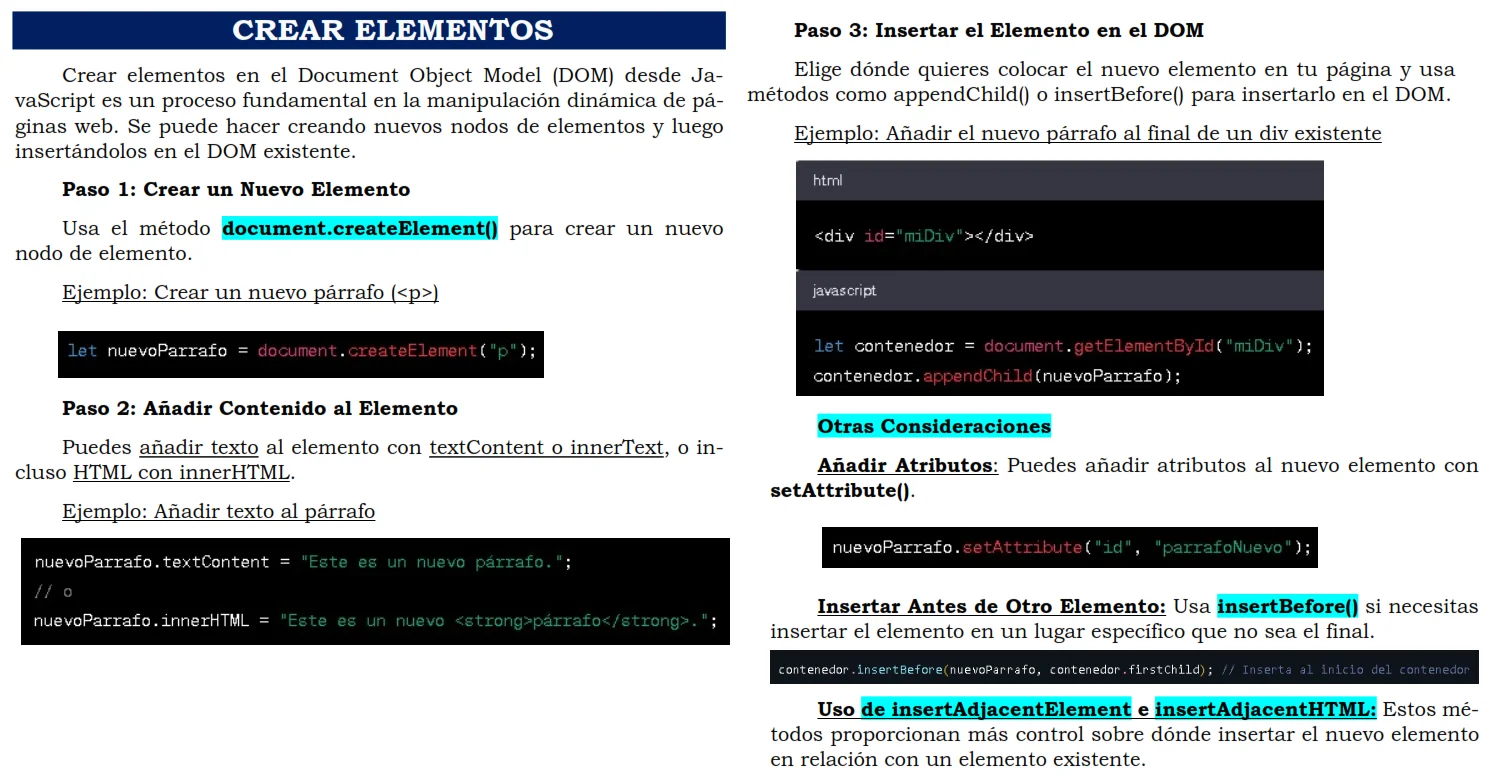 CREAR ELEMENTOS
Crear elementos en el Document Object Model (DOM) desde Ja-
vaScript es un proceso fundamental en la manipulación dinámica de pá-
ginas web. Se puede hacer creando nuevos nodos de elementos y luego
insertándolos en el DOM existente.
Paso 1: Crear un Nuevo Elemento
Usa el método document.createElement() para crear un nuevo
nodo de elemento.
Ejemplo: Crear un nuevo párrafo (<p>)
let nuevoParrafo = document.createElement("p");
Paso 2: Añadir Contenido al Elemento
Puedes añadir texto al elemento con textContent o innerText, o in-
cluso HTML con innerHTML.
Ejemplo: Añadir texto al párrafo
nuevoParrafo.textContent = "Este es un nuevo párrafo.";
// o
nuevoParrafo.innerHTML = "Este es un nuevo <strong>párrafo</strong>.";
Paso 3: Insertar el Elemento en el DOM
Elige dónde quieres colocar el nuevo elemento en tu página y usa
métodos como appendChild() o insertBefore() para insertarlo en el DOM.
Ejemplo: Añadir el nuevo párrafo al final de un div existente
html
<div id="miDiv"></div>
javascript
let contenedor = document.getElementById("miDiv");
contenedor.appendChild(nuevoParrafo);
Otras Consideraciones
Añadir Atributos: Puedes añadir atributos al nuevo elemento con
setAttribute().
nuevoParrafo.setAttribute("id", "parrafoNuevo");
Insertar Antes de Otro Elemento: Usa insertBefore() si necesitas
insertar el elemento en un lugar específico que no sea el final.
contenedor.insertBefore(nuevoParrafo, contenedor.firstChild); // Inserta al inicio del contenedor
Uso de insertAdjacentElement e insertAdjacentHTML: Estos mé-
todos proporcionan más control sobre dónde insertar el nuevo elemento
en relación con un elemento existente.